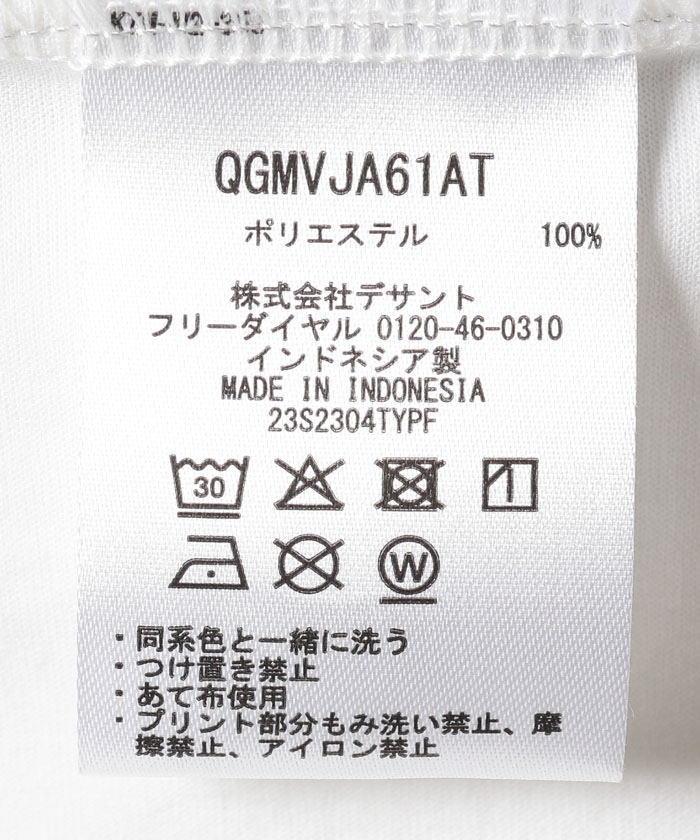 QGMVJA61AT
ポリエステル 100%
株式会社デサント
フリーダイヤル 0120-46-0310
インドネシア製
MADE IN INDONESIA
23S2304TYPF
30
W
・同系色と一緒に洗う
・つけ置き禁止
・あて布使用
・プリント部分もみ洗い禁止、摩
擦禁止、アイロン禁止